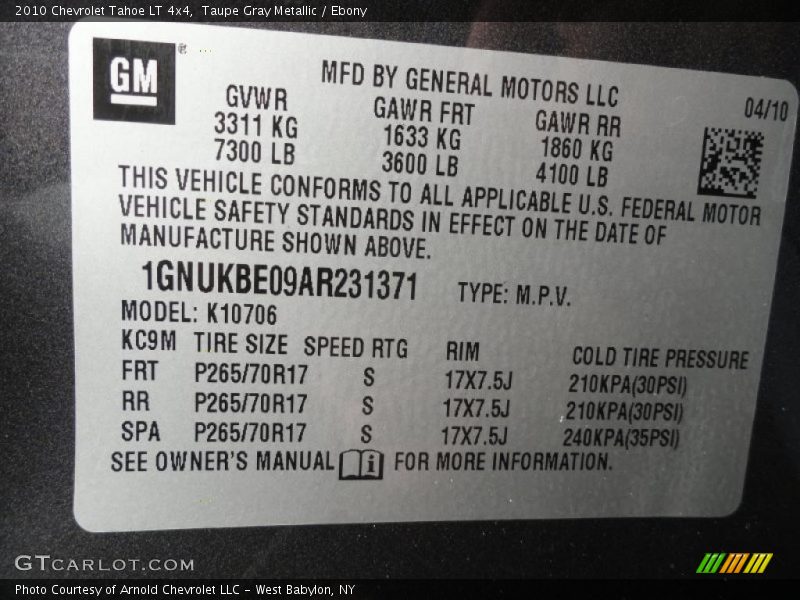 2010 Chevrolet Tahoe LT 4x4, Taupe Gray Metallic / Ebony
GM ®
MFD BY GENERAL MOTORS LLC
04/10
GVWR GAWR FRT GAWR RR
3311 KG 1633 KG 1860 KG
7300 LB 3600 LB 4100 LB
THIS VEHICLE CONFORMS TO ALL APPLICABLE U.S. FEDERAL MOTOR
VEHICLE SAFETY STANDARDS IN EFFECT ON THE DATE OF
MANUFACTURE SHOWN ABOVE.
1GNUKBE09AR231371 TYPE: M.P.V.
MODEL: K10706
KC9M TIRE SIZE SPEED RTG RIM COLD TIRE PRESSURE
FRT P265/70R17 S 17X7.5J 210KPA(30PSI)
RR P265/70R17 S 17X7.5J 210KPA(30PSI)
SPA P265/70R17 S 17X7.5J 240KPA(35PSI)
SEE OWNER'S MANUAL i FOR MORE INFORMATION.
GTCARLOT.COM
Photo Courtesy of Arnold Chevrolet LLC - West Babylon, NY